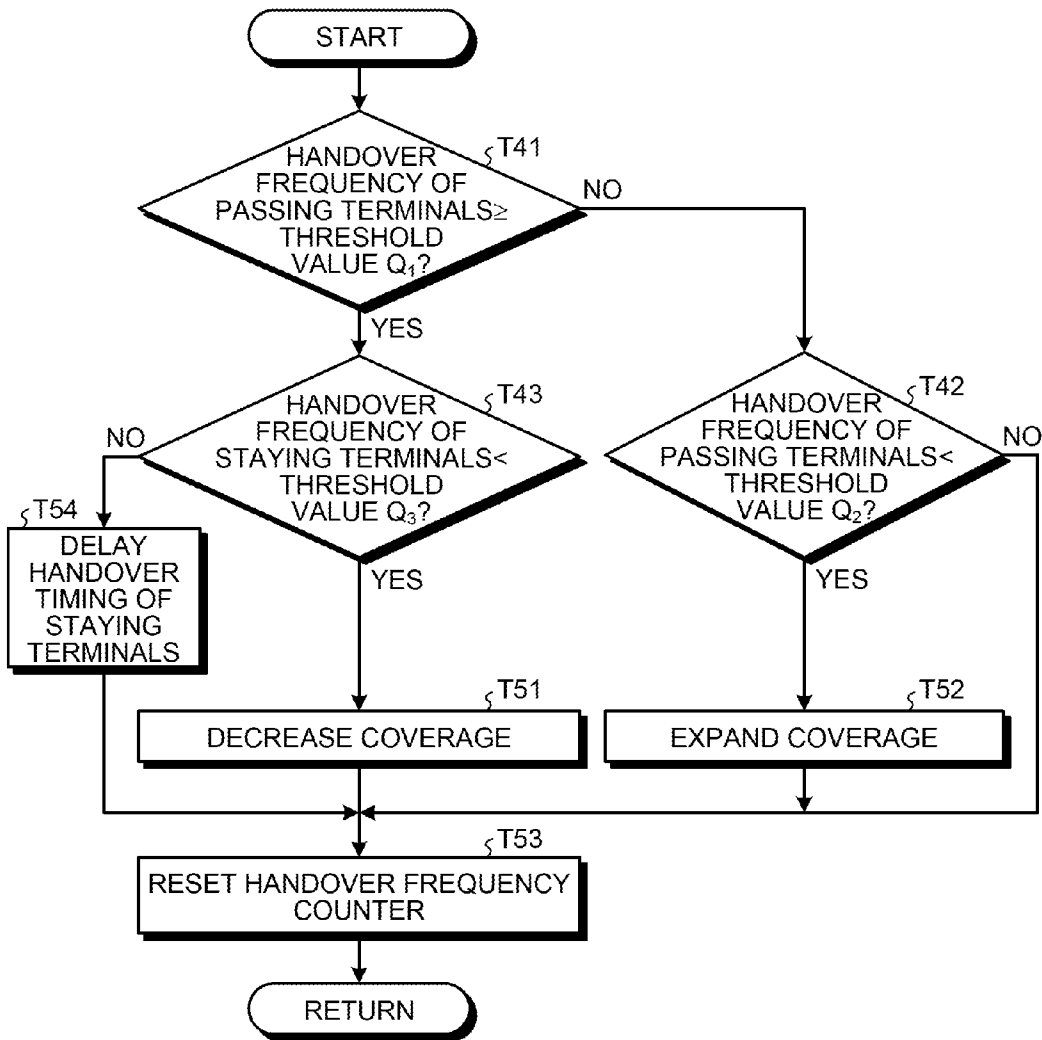 START
T41
HANDOVER
FREQUENCY OF
PASSING TERMINALS≥
THRESHOLD
VALUE Q₁?
NO
YES
T43
HANDOVER
FREQUENCY OF
STAYING TERMINALS<
THRESHOLD
VALUE Q₃?
NO
YES
T42
HANDOVER
FREQUENCY OF
PASSING TERMINALS<
THRESHOLD
VALUE Q₂?
NO
YES
T54
DELAY
HANDOVER
TIMING OF
STAYING
TERMINALS
T51
DECREASE COVERAGE
T52
EXPAND COVERAGE
T53
RESET HANDOVER FREQUENCY
COUNTER
RETURN